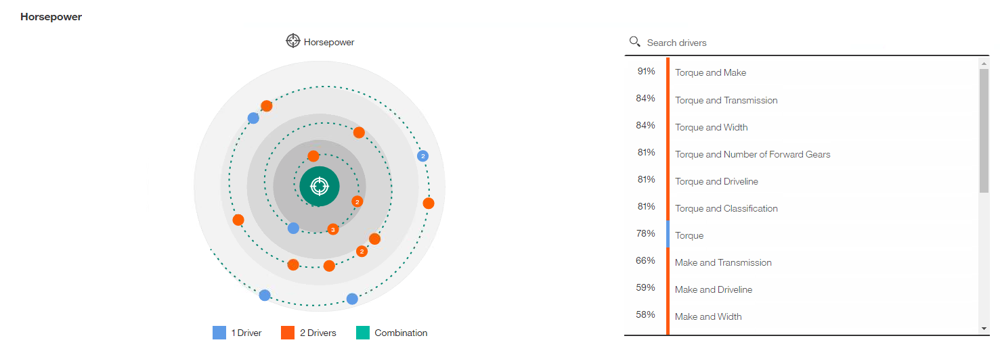 Horsepower
Horsepower
2
2
3
2
1 Driver
2 Drivers
Combination
Search drivers
91% Torque and Make
84% Torque and Transmission
84% Torque and Width
81% Torque and Number of Forward Gears
81% Torque and Driveline
81% Torque and Classification
78% Torque
66% Make and Transmission
59% Make and Driveline
58% Make and Width